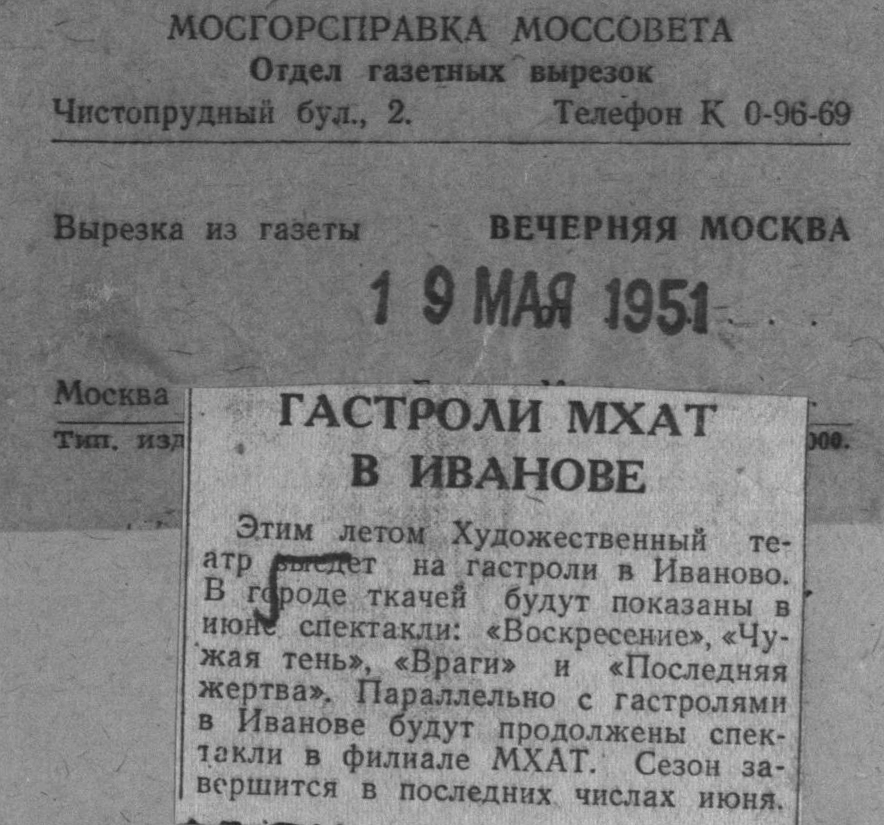 МОСГОРСПРАВКА МОССОВЕТА
Отдел газетных вырезок
Чистопрудный бул., 2. Телефон К 0-96-69
Вырезка из газеты ВЕЧЕРНЯЯ МОСКВА
19 МАЯ 1951
Москва
Тип. изд 000.
ГАСТРОЛИ МХАТ
В ИВАНОВЕ
Этим летом Художественный те-
атр выедет на гастроли в Иваново.
В городе ткачей будут показаны в
июне спектакли: «Воскресение», «Чу-
жая тень», «Враги» и «Последняя
жертва». Параллельно с гастролями
в Иванове будут продолжены спек-
такли в филиале МХАТ. Сезон за-
вершится в последних числах июня.